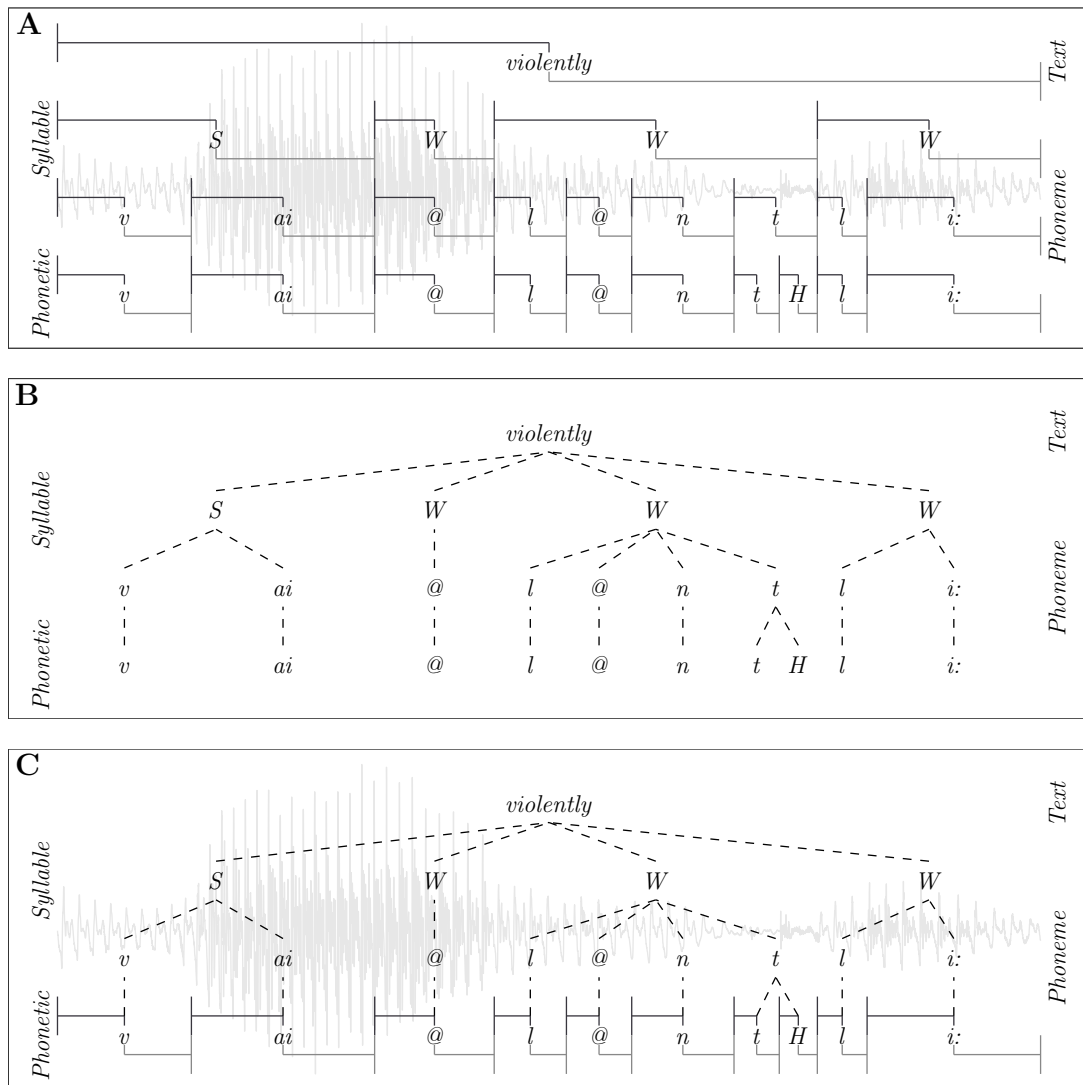 A
violently
Text
Syllable
S W W W
v ai @ l @ n t l i:
Phoneme
Phonetic
v ai @ l @ n t H l i:
B
violently
Text
Syllable
S W W W
v ai @ l @ n t l i:
Phoneme
Phonetic
v ai @ l @ n t H l i:
C
violently
Text
Syllable
S W W W
v ai @ l @ n t l i:
Phoneme
Phonetic
v ai @ l @ n t H l i: